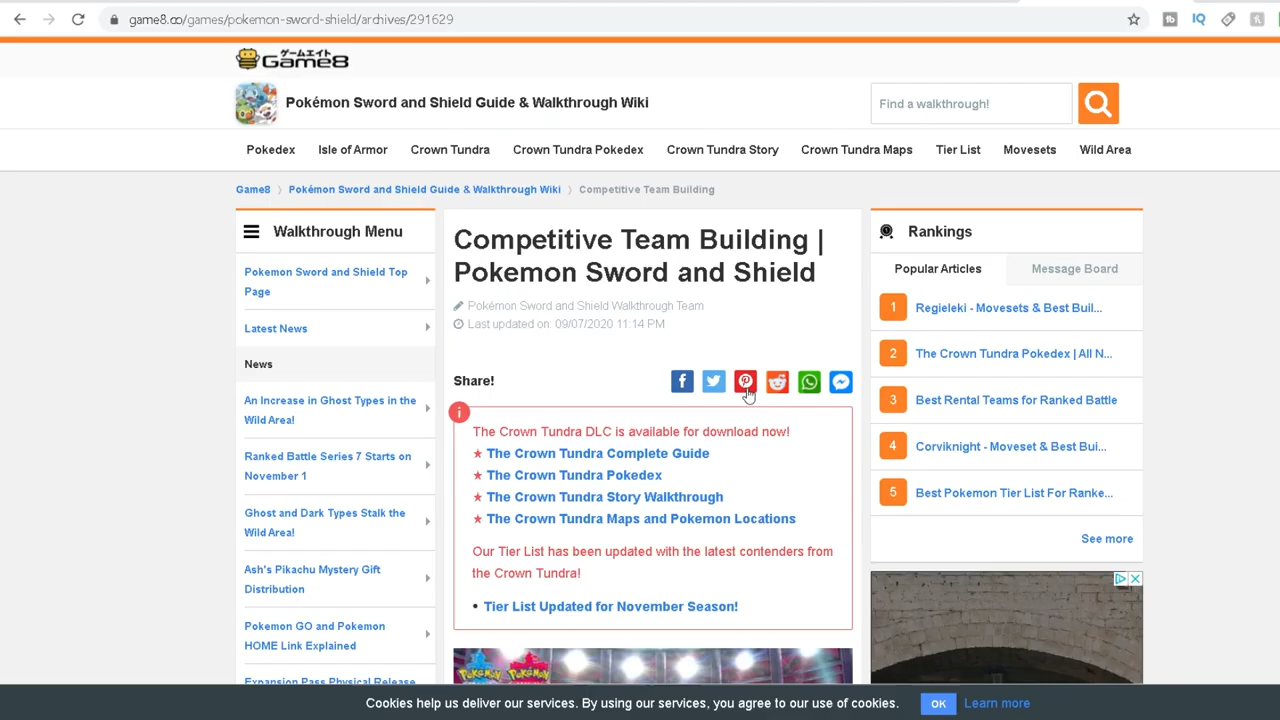 game8.co/games/pokemon-sword-shield/archives/291629
ゲームエイト
Game8
Pokémon Sword and Shield Guide & Walkthrough Wiki
Find a walkthrough!
Pokedex
Isle of Armor
Crown Tundra
Crown Tundra Pokedex
Crown Tundra Story
Crown Tundra Maps
Tier List
Movesets
Wild Area
Game8 〉 Pokémon Sword and Shield Guide & Walkthrough Wiki 〉 Competitive Team Building
Walkthrough Menu
Pokemon Sword and Shield Top
Page
Latest News
News
An Increase in Ghost Types in the
Wild Area!
Ranked Battle Series 7 Starts on
November 1
Ghost and Dark Types Stalk the
Wild Area!
Ash's Pikachu Mystery Gift
Distribution
Pokemon GO and Pokemon
HOME Link Explained
Expansion Pass Physical Release
Competitive Team Building |
Pokemon Sword and Shield
Pokémon Sword and Shield Walkthrough Team
Last updated on: 09/07/2020 11:14 PM
Share!
The Crown Tundra DLC is available for download now!
★ The Crown Tundra Complete Guide
★ The Crown Tundra Pokedex
★ The Crown Tundra Story Walkthrough
★ The Crown Tundra Maps and Pokemon Locations
Our Tier List has been updated with the latest contenders from
the Crown Tundra!
• Tier List Updated for November Season!
Pokémon Pokémon
Rankings
Popular Articles
Message Board
1 Regieleki - Movesets & Best Buil...
2 The Crown Tundra Pokedex | All N...
3 Best Rental Teams for Ranked Battle
4 Corviknight - Moveset & Best Bui...
5 Best Pokemon Tier List For Ranke...
See more
Cookies help us deliver our services. By using our services, you agree to our use of cookies.
OK
Learn more